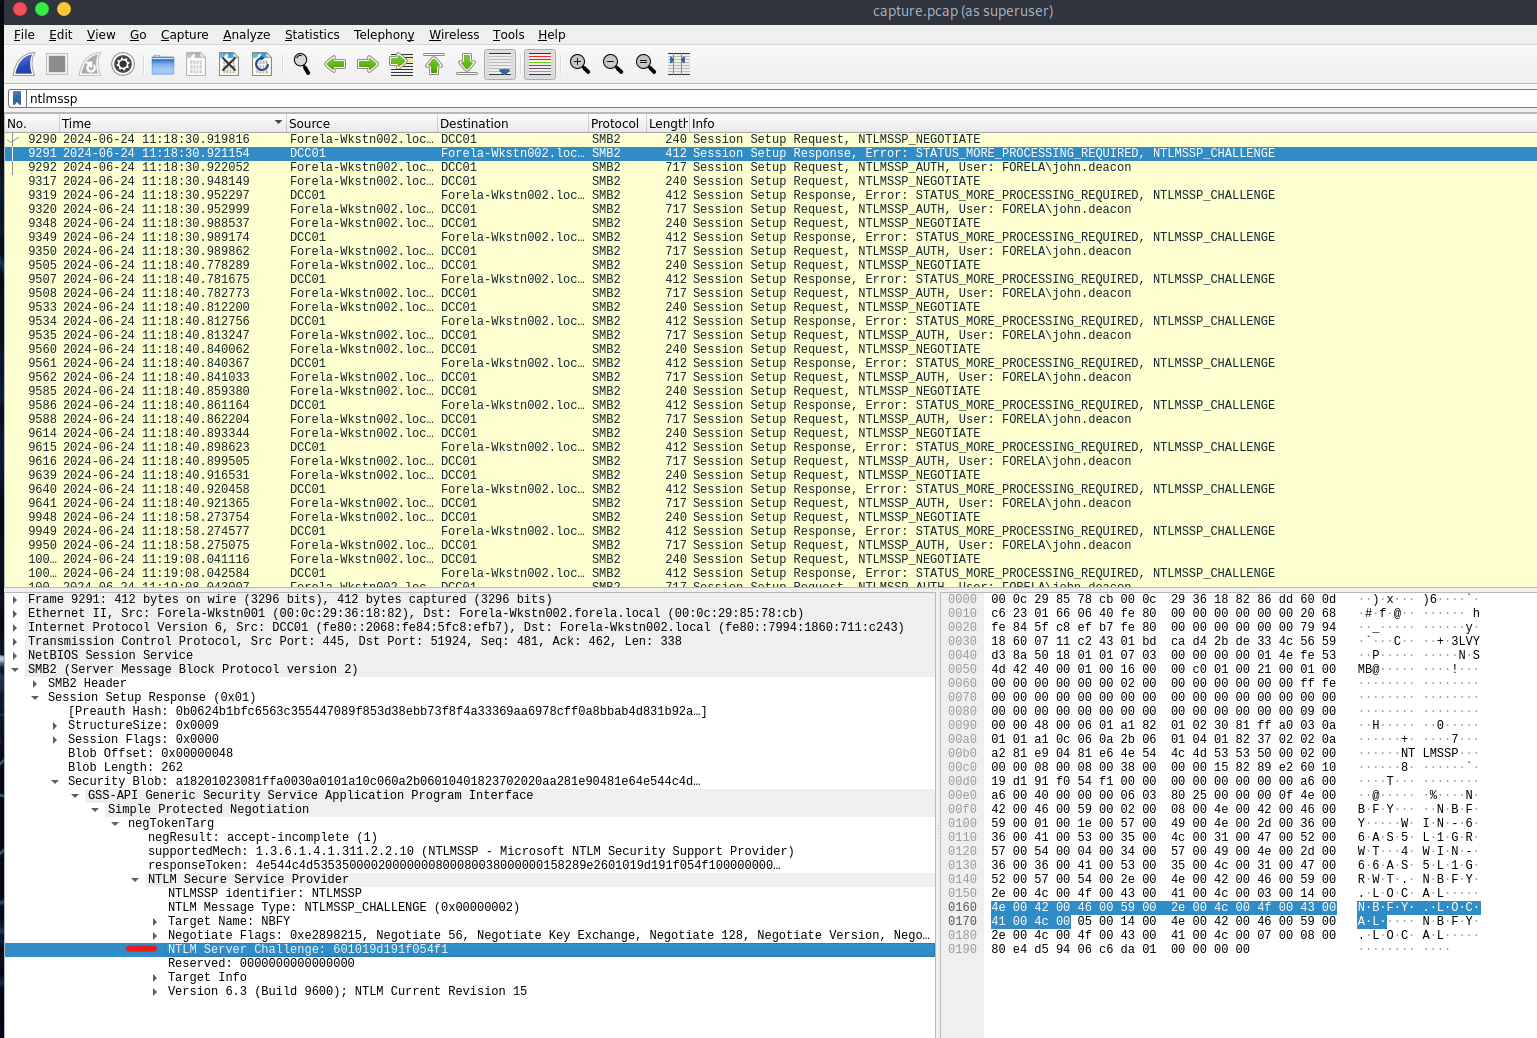 capture.pcap (as superuser)
File Edit View Go Capture Analyze Statistics Telephony Wireless Tools Help
ntlmssp
No. Time Source Destination Protocol Length Info
9290 2024-06-24 11:18:30.919816 Forela-Wkstn002.loc… DCC01 SMB2 240 Session Setup Request, NTLMSSP_NEGOTIATE
9291 2024-06-24 11:18:30.921154 DCC01 Forela-Wkstn002.loc… SMB2 412 Session Setup Response, Error: STATUS_MORE_PROCESSING_REQUIRED, NTLMSSP_CHALLENGE
9292 2024-06-24 11:18:30.922052 Forela-Wkstn002.loc… DCC01 SMB2 717 Session Setup Request, NTLMSSP_AUTH, User: FORELA\john.deacon
9317 2024-06-24 11:18:30.948149 Forela-Wkstn002.loc… DCC01 SMB2 240 Session Setup Request, NTLMSSP_NEGOTIATE
9319 2024-06-24 11:18:30.952297 DCC01 Forela-Wkstn002.loc… SMB2 412 Session Setup Response, Error: STATUS_MORE_PROCESSING_REQUIRED, NTLMSSP_CHALLENGE
9320 2024-06-24 11:18:30.952999 Forela-Wkstn002.loc… DCC01 SMB2 717 Session Setup Request, NTLMSSP_AUTH, User: FORELA\john.deacon
9348 2024-06-24 11:18:30.988537 Forela-Wkstn002.loc… DCC01 SMB2 240 Session Setup Request, NTLMSSP_NEGOTIATE
9349 2024-06-24 11:18:30.989174 DCC01 Forela-Wkstn002.loc… SMB2 412 Session Setup Response, Error: STATUS_MORE_PROCESSING_REQUIRED, NTLMSSP_CHALLENGE
9350 2024-06-24 11:18:30.989862 Forela-Wkstn002.loc… DCC01 SMB2 717 Session Setup Request, NTLMSSP_AUTH, User: FORELA\john.deacon
9505 2024-06-24 11:18:40.778289 Forela-Wkstn002.loc… DCC01 SMB2 240 Session Setup Request, NTLMSSP_NEGOTIATE
9507 2024-06-24 11:18:40.781675 DCC01 Forela-Wkstn002.loc… SMB2 412 Session Setup Response, Error: STATUS_MORE_PROCESSING_REQUIRED, NTLMSSP_CHALLENGE
9508 2024-06-24 11:18:40.782773 Forela-Wkstn002.loc… DCC01 SMB2 717 Session Setup Request, NTLMSSP_AUTH, User: FORELA\john.deacon
9533 2024-06-24 11:18:40.812200 Forela-Wkstn002.loc… DCC01 SMB2 240 Session Setup Request, NTLMSSP_NEGOTIATE
9534 2024-06-24 11:18:40.812756 DCC01 Forela-Wkstn002.loc… SMB2 412 Session Setup Response, Error: STATUS_MORE_PROCESSING_REQUIRED, NTLMSSP_CHALLENGE
9535 2024-06-24 11:18:40.813247 Forela-Wkstn002.loc… DCC01 SMB2 717 Session Setup Request, NTLMSSP_AUTH, User: FORELA\john.deacon
9560 2024-06-24 11:18:40.840062 Forela-Wkstn002.loc… DCC01 SMB2 240 Session Setup Request, NTLMSSP_NEGOTIATE
9561 2024-06-24 11:18:40.840367 DCC01 Forela-Wkstn002.loc… SMB2 412 Session Setup Response, Error: STATUS_MORE_PROCESSING_REQUIRED, NTLMSSP_CHALLENGE
9562 2024-06-24 11:18:40.841033 Forela-Wkstn002.loc… DCC01 SMB2 717 Session Setup Request, NTLMSSP_AUTH, User: FORELA\john.deacon
9585 2024-06-24 11:18:40.859380 Forela-Wkstn002.loc… DCC01 SMB2 240 Session Setup Request, NTLMSSP_NEGOTIATE
9586 2024-06-24 11:18:40.861164 DCC01 Forela-Wkstn002.loc… SMB2 412 Session Setup Response, Error: STATUS_MORE_PROCESSING_REQUIRED, NTLMSSP_CHALLENGE
9588 2024-06-24 11:18:40.862204 Forela-Wkstn002.loc… DCC01 SMB2 717 Session Setup Request, NTLMSSP_AUTH, User: FORELA\john.deacon
9614 2024-06-24 11:18:40.893344 Forela-Wkstn002.loc… DCC01 SMB2 240 Session Setup Request, NTLMSSP_NEGOTIATE
9615 2024-06-24 11:18:40.898623 DCC01 Forela-Wkstn002.loc… SMB2 412 Session Setup Response, Error: STATUS_MORE_PROCESSING_REQUIRED, NTLMSSP_CHALLENGE
9616 2024-06-24 11:18:40.899505 Forela-Wkstn002.loc… DCC01 SMB2 717 Session Setup Request, NTLMSSP_AUTH, User: FORELA\john.deacon
9639 2024-06-24 11:18:40.916531 Forela-Wkstn002.loc… DCC01 SMB2 240 Session Setup Request, NTLMSSP_NEGOTIATE
9640 2024-06-24 11:18:40.920458 DCC01 Forela-Wkstn002.loc… SMB2 412 Session Setup Response, Error: STATUS_MORE_PROCESSING_REQUIRED, NTLMSSP_CHALLENGE
9641 2024-06-24 11:18:40.921365 Forela-Wkstn002.loc… DCC01 SMB2 717 Session Setup Request, NTLMSSP_AUTH, User: FORELA\john.deacon
9948 2024-06-24 11:18:58.273754 Forela-Wkstn002.loc… DCC01 SMB2 240 Session Setup Request, NTLMSSP_NEGOTIATE
9949 2024-06-24 11:18:58.274577 DCC01 Forela-Wkstn002.loc… SMB2 412 Session Setup Response, Error: STATUS_MORE_PROCESSING_REQUIRED, NTLMSSP_CHALLENGE
9950 2024-06-24 11:18:58.275075 Forela-Wkstn002.loc… DCC01 SMB2 717 Session Setup Request, NTLMSSP_AUTH, User: FORELA\john.deacon
100… 2024-06-24 11:19:08.041116 Forela-Wkstn002.loc… DCC01 SMB2 240 Session Setup Request, NTLMSSP_NEGOTIATE
100… 2024-06-24 11:19:08.042584 DCC01 Forela-Wkstn002.loc… SMB2 412 Session Setup Response, Error: STATUS_MORE_PROCESSING_REQUIRED, NTLMSSP_CHALLENGE
Frame 9291: 412 bytes on wire (3296 bits), 412 bytes captured (3296 bits)
Ethernet II, Src: Forela-Wkstn001 (00:0c:29:36:18:82), Dst: Forela-Wkstn002.forela.local (00:0c:29:85:78:cb)
Internet Protocol Version 6, Src: DCC01 (fe80::2068:fe84:5fc8:efb7), Dst: Forela-Wkstn002.local (fe80::7994:1860:711:c243)
Transmission Control Protocol, Src Port: 445, Dst Port: 51924, Seq: 481, Ack: 462, Len: 338
NetBIOS Session Service
SMB2 (Server Message Block Protocol version 2)
SMB2 Header
Session Setup Response (0x01)
[Preauth Hash: 0b0624b1bfc6563c355447089f853d38ebb73f8f4a33369aa6978cff0a8bbab4d831b92a…]
StructureSize: 0x0009
Session Flags: 0x0000
Blob Offset: 0x00000048
Blob Length: 262
Security Blob: a18201023081ffa0030a0101a10c060a2b06010401823702020aa281e90481e64e544c4d…
GSS-API Generic Security Service Application Program Interface
Simple Protected Negotiation
negTokenTarg
negResult: accept-incomplete (1)
supportedMech: 1.3.6.1.4.1.311.2.2.10 (NTLMSSP - Microsoft NTLM Security Support Provider)
responseToken: 4e544c4d53535000020000000800080038000000158289e2601019d191f054f100000000…
NTLM Secure Service Provider
NTLMSSP identifier: NTLMSSP
NTLM Message Type: NTLMSSP_CHALLENGE (0x00000002)
Target Name: NBFY
Negotiate Flags: 0xe2898215, Negotiate 56, Negotiate Key Exchange, Negotiate 128, Negotiate Version, Nego…
NTLM Server Challenge: 601019d191f054f1
Reserved: 0000000000000000
Target Info
Version 6.3 (Build 9600); NTLM Current Revision 15
0000 00 0c 29 85 78 cb 00 0c 29 36 18 82 86 dd 60 0d ··)·x···)6····`·
0010 c6 23 01 66 06 40 fe 80 00 00 00 00 00 00 20 68 ·#·f·@········ h
0020 fe 84 5f c8 ef b7 fe 80 00 00 00 00 00 00 79 94 ··_···········y·
0030 18 60 07 11 c2 43 01 bd ca d4 2b de 33 4c 56 59 ·`···C····+·3LVY
0040 d3 8a 50 18 01 01 07 03 00 00 00 00 01 4e fe 53 ··P··········N·S
0050 4d 42 40 00 01 00 16 00 00 c0 01 00 21 00 01 00 MB@·········!···
0060 00 00 00 00 00 00 02 00 00 00 00 00 00 00 ff fe ················
0070 00 00 00 00 00 00 00 00 00 00 00 00 00 00 00 00 ················
0080 00 00 00 00 00 00 00 00 00 00 00 00 00 00 09 00 ················
0090 00 00 48 00 06 01 a1 82 01 02 30 81 ff a0 03 0a ··H·······0·····
00a0 01 01 a1 0c 06 0a 2b 06 01 04 01 82 37 02 02 0a ······+·····7···
00b0 a2 81 e9 04 81 e6 4e 54 4c 4d 53 53 50 00 02 00 ······NTLMSSP···
00c0 00 00 08 00 08 00 38 00 00 00 15 82 89 e2 60 10 ······8·······`·
00d0 19 d1 91 f0 54 f1 00 00 00 00 00 00 00 00 a6 00 ····T···········
00e0 a6 00 40 00 00 00 06 03 80 25 00 00 00 0f 4e 00 ··@······%····N·
00f0 42 00 46 00 59 00 02 00 08 00 4e 00 42 00 46 00 B·F·Y·····N·B·F·
0100 59 00 01 00 1e 00 57 00 49 00 4e 00 2d 00 36 00 Y·····W·I·N·-·6·
0110 36 00 41 00 53 00 35 00 4c 00 31 00 47 00 52 00 6·A·S·5·L·1·G·R·
0120 57 00 54 00 04 00 34 00 57 00 49 00 4e 00 2d 00 W·T···4·W·I·N·-·
0130 36 00 36 00 41 00 53 00 35 00 4c 00 31 00 47 00 6·6·A·S·5·L·1·G·
0140 52 00 57 00 54 00 2e 00 4e 00 42 00 46 00 59 00 R·W·T·.·N·B·F·Y·
0150 2e 00 4c 00 4f 00 43 00 41 00 4c 00 03 00 14 00 .·L·O·C·A·L·····
0160 4e 00 42 00 46 00 59 00 2e 00 4c 00 4f 00 43 00 N·B·F·Y·.·L·O·C·
0170 41 00 4c 00 05 00 14 00 4e 00 42 00 46 00 59 00 A·L·····N·B·F·Y·
0180 2e 00 4c 00 4f 00 43 00 41 00 4c 00 07 00 08 00 .·L·O·C·A·L·····
0190 80 e4 d5 94 06 c6 da 01 00 00 00 00 ············